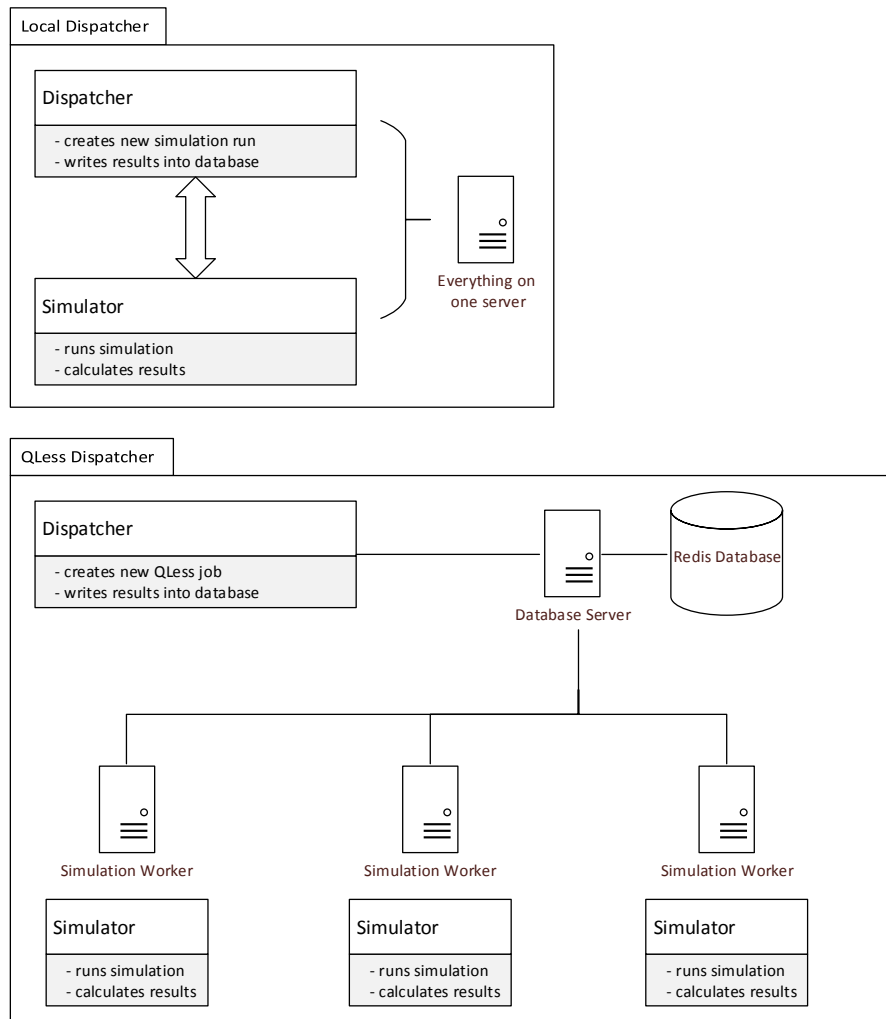 Local Dispatcher
Dispatcher
- creates new simulation run
- writes results into database
Everything on
one server
Simulator
- runs simulation
- calculates results
QLess Dispatcher
Dispatcher
- creates new QLess job
- writes results into database
Redis Database
Database Server
Simulation Worker
Simulation Worker
Simulation Worker
Simulator
- runs simulation
- calculates results
Simulator
- runs simulation
- calculates results
Simulator
- runs simulation
- calculates results